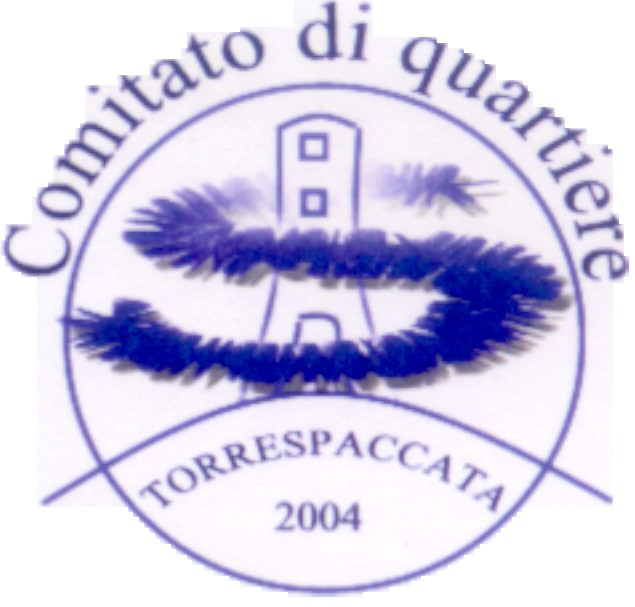 Comitato di quartiere
TORRESPACCATA
2004